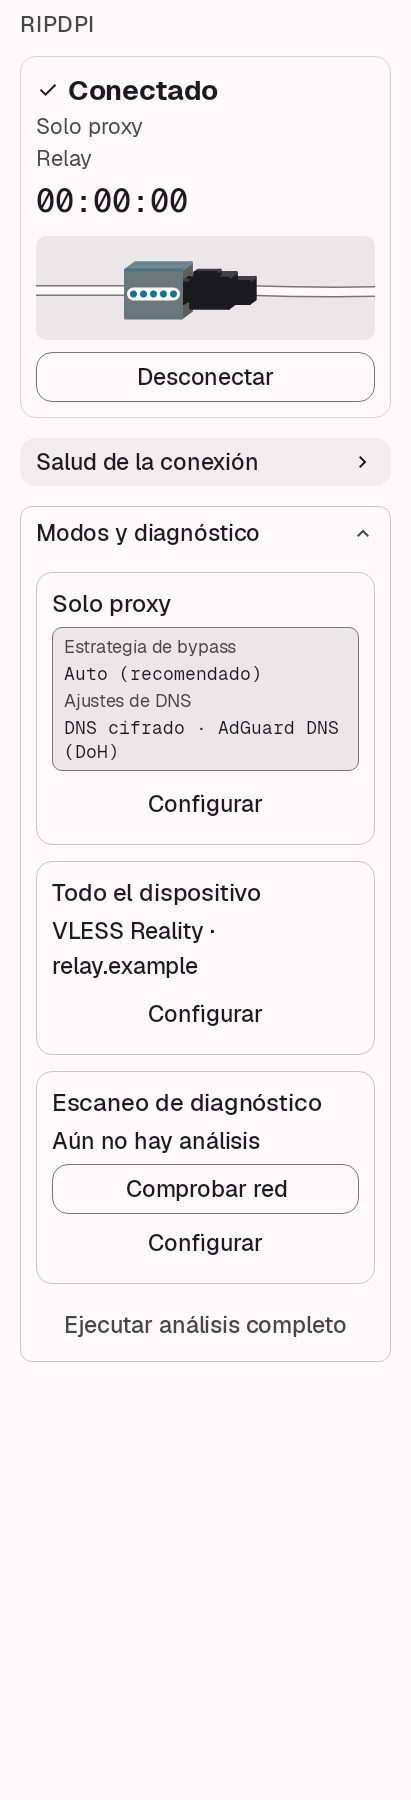 RIPDPI
Conectado
Solo proxy
Relay
00:00:00
Desconectar
Salud de la conexión
Modos y diagnóstico
Solo proxy
Estrategia de bypass
Auto (recomendado)
Ajustes de DNS
DNS cifrado · AdGuard DNS
(DoH)
Configurar
Todo el dispositivo
VLESS Reality ·
relay.example
Configurar
Escaneo de diagnóstico
Aún no hay análisis
Comprobar red
Configurar
Ejecutar análisis completo